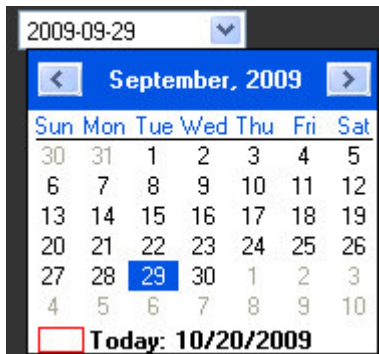 2009-09-29
September, 2009
Sun Mon Tue Wed Thu Fri Sat
30 31 1 2 3 4 5
6 7 8 9 10 11 12
13 14 15 16 17 18 19
20 21 22 23 24 25 26
27 28 29 30 1 2 3
4 5 6 7 8 9 10
Today: 10/20/2009